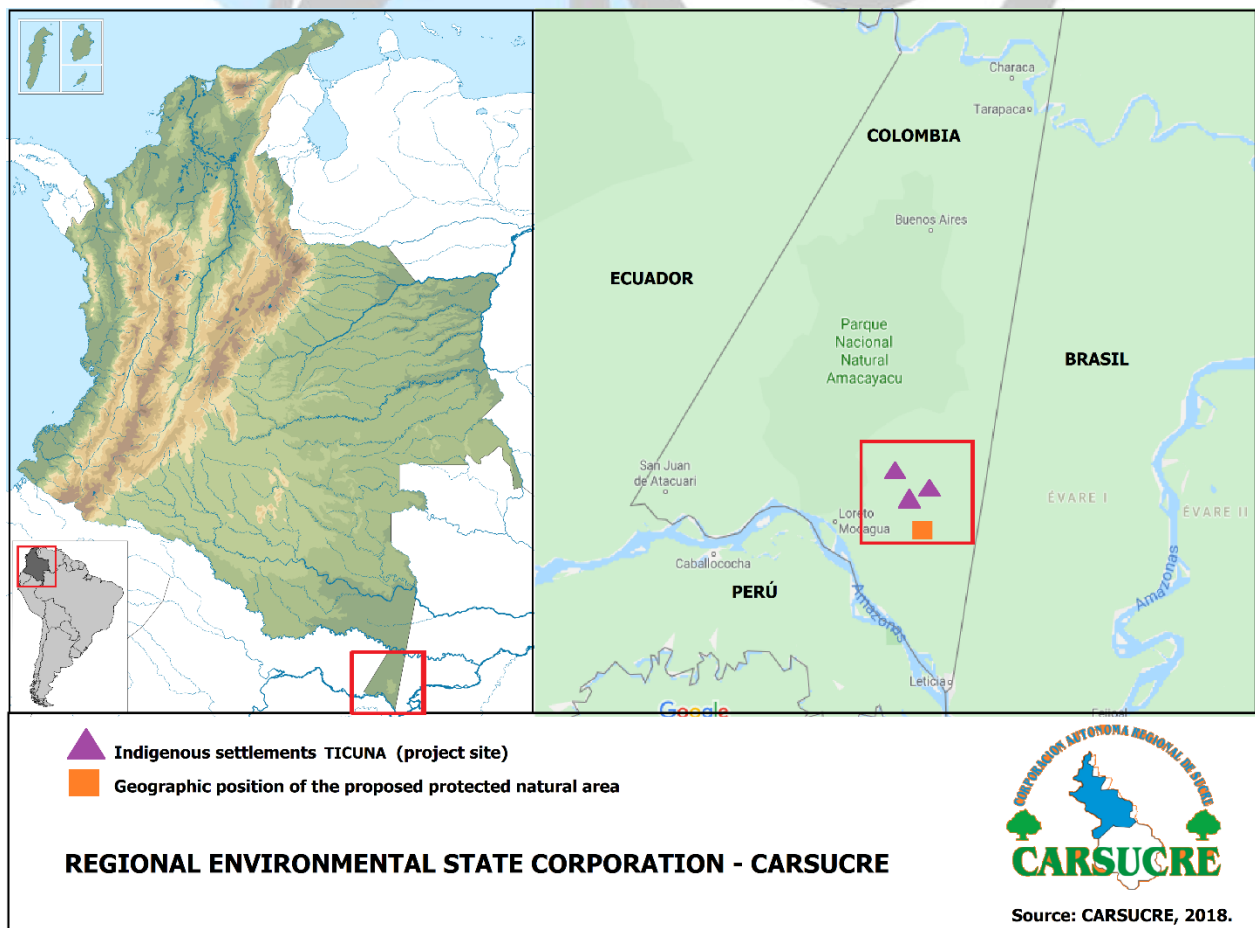 Characa
Tarapaca
COLOMBIA
Buenos Aires
ECUADOR
Parque
Nacional
Natural
Amacayacu
BRASIL
San Juan
de Atacuari
ÉVARE I
ÉVARE II
Loreto
Mocagua
Caballococha
PERÚ
Amazonas
Amazonas
Leticia
Google
Indigenous settlements TICUNA (project site)
Geographic position of the proposed protected natural area
REGIONAL ENVIRONMENTAL STATE CORPORATION - CARSUCRE
CORPORACION AUTONOMA REGIONAL DE SUCRE
CARSUCRE
Source: CARSUCRE, 2018.